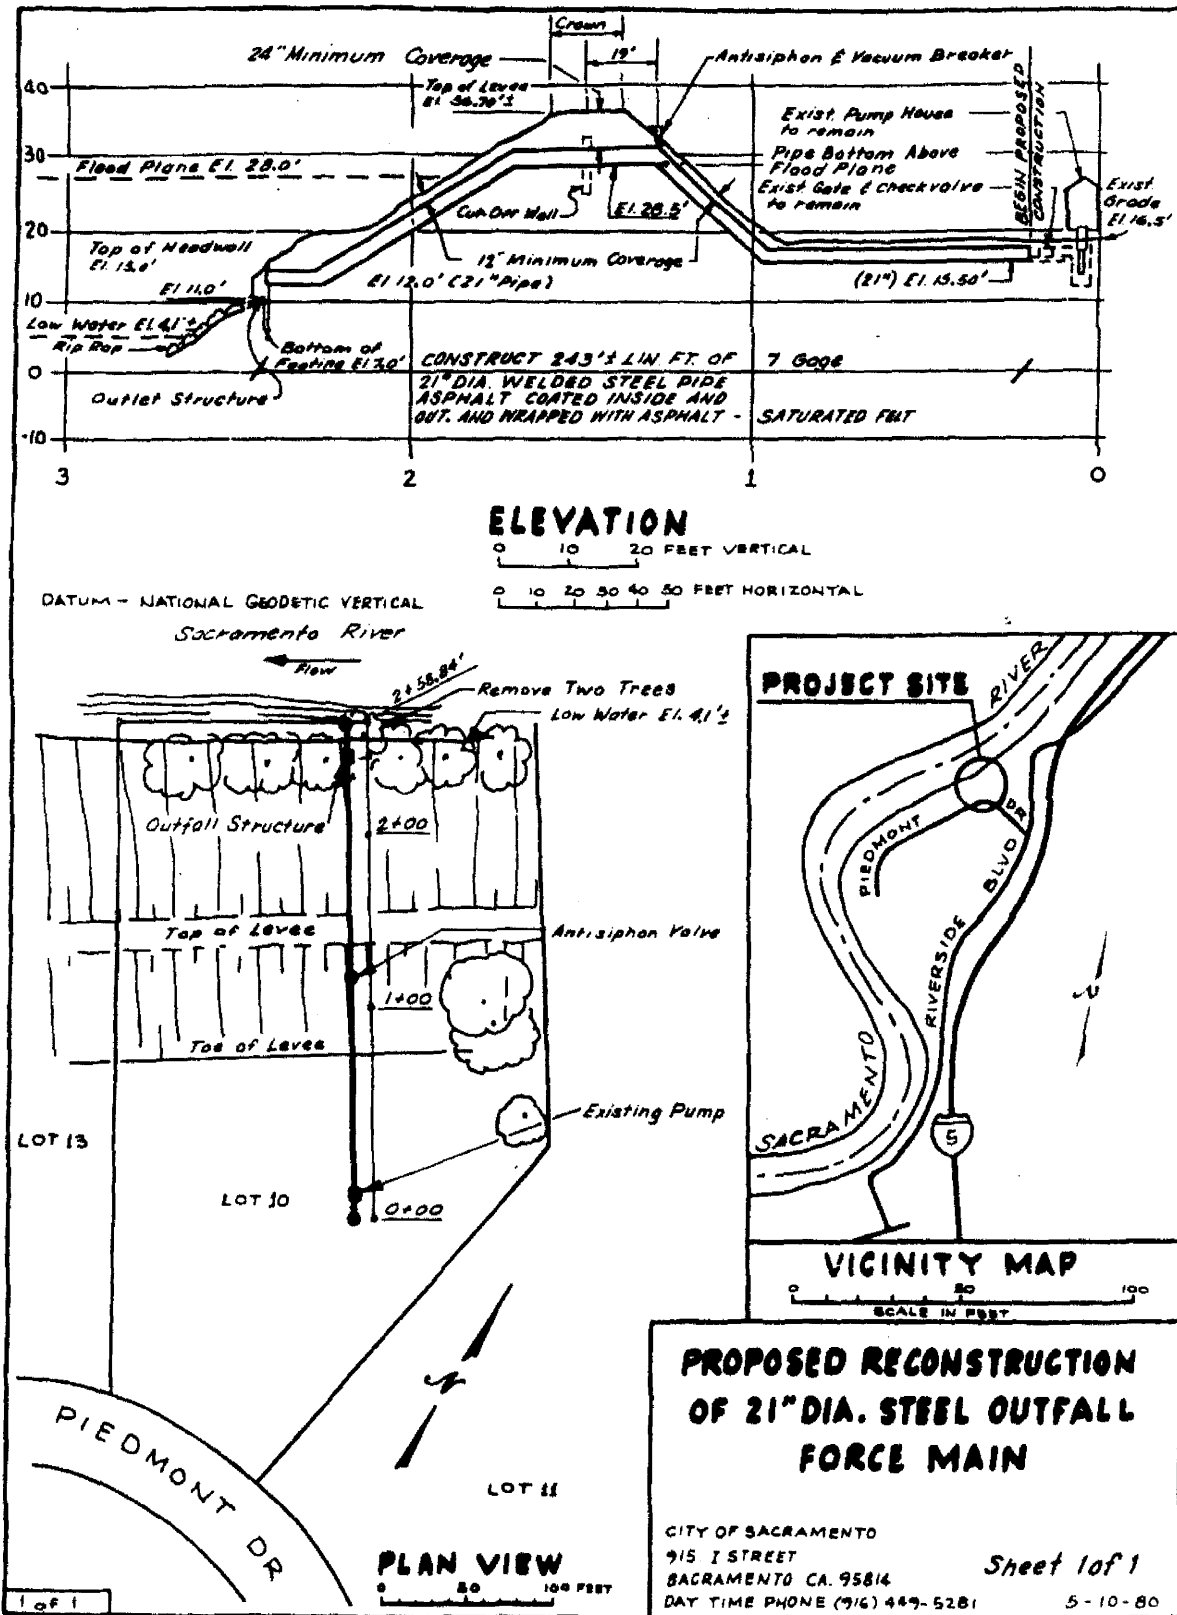 Crown
24" Minimum Coverage
19'
Antisiphon & Vacuum Breaker
40
Top of Levee
El. 36.70'±
Exist. Pump House
to remain
BEGIN PROPOSED
CONSTRUCTION
30
Flood Plane El. 28.0'
Pipe Bottom Above
Flood Plane
Exist Gate & Checkvalve
to remain
Exist.
Grade
El. 16.5'
Cut-Off Wall
El. 28.5'
20
Top of Headwall
El. 15.0'
12" Minimum Coverage
El. 11.0'
El 12.0' (21" Pipe)
(21") El. 15.50'
10
Low Water El. 4.1'±
Rip Rap
Bottom of
Footing El 7.0'
0
Outlet Structure
CONSTRUCT 243'± LIN. FT. OF 7 Gage
21" DIA. WELDED STEEL PIPE
ASPHALT COATED INSIDE AND
OUT. AND WRAPPED WITH ASPHALT - SATURATED FELT
-10
3 2 1 0
ELEVATION
0 10 20 FEET VERTICAL
0 10 20 30 40 50 FEET HORIZONTAL
DATUM - NATIONAL GEODETIC VERTICAL
Sacramento River
Flow
2+58.84'
Remove Two Trees
Low Water El. 4.1'±
Outfall Structure
2+00
Top of Levee
Antisiphon Valve
1+00
Toe of Levee
Existing Pump
LOT 13
LOT 10
0+00
N
LOT 11
PIEDMONT DR
PLAN VIEW
0 50 100 FEET
1 OF 1
PROJECT SITE
RIVER
PIEDMONT DR
RIVERSIDE BLVD
SACRAMENTO
N
5
VICINITY MAP
0 50 100
SCALE IN FEET
PROPOSED RECONSTRUCTION
OF 21" DIA. STEEL OUTFALL
FORCE MAIN
CITY OF SACRAMENTO
915 I STREET
SACRAMENTO CA. 95814
DAY TIME PHONE (916) 449-5281
Sheet 1 of 1
5-10-80